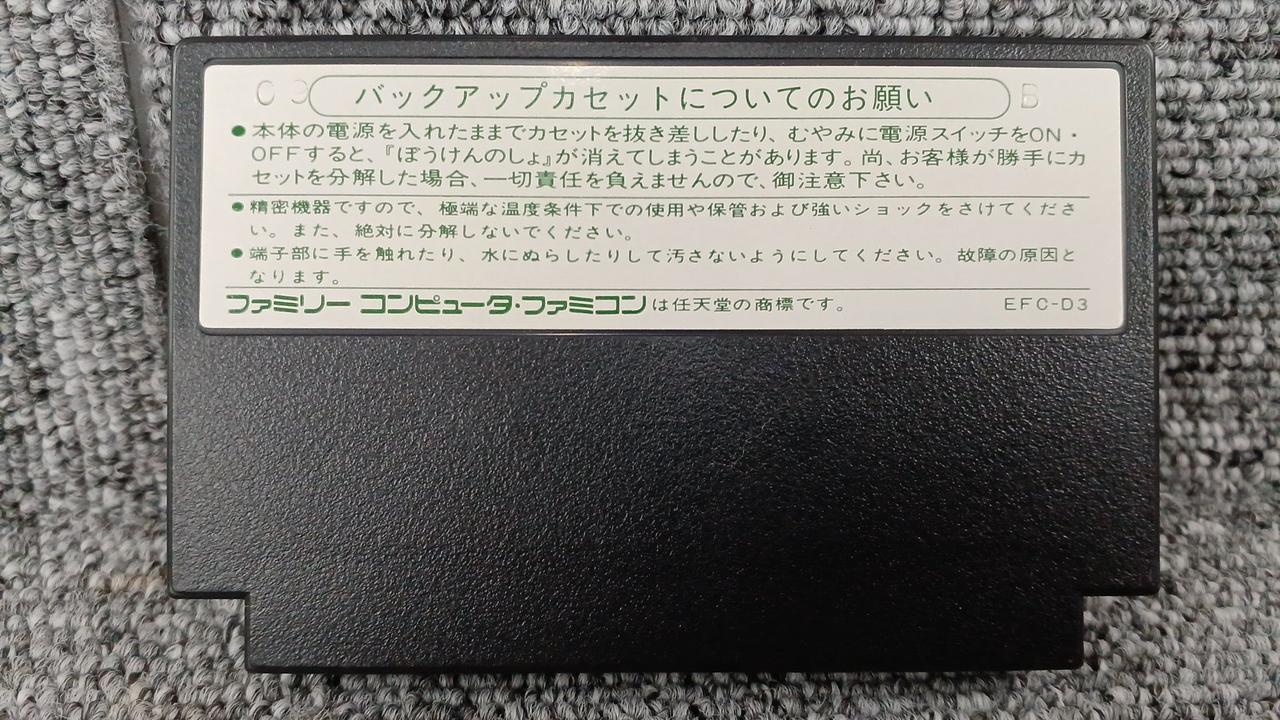 09 バックアップカセットについてのお願い B
●本体の電源を入れたままでカセットを抜き差ししたり、むやみに電源スイッチをON・
OFFすると、『ぼうけんのしょ』が消えてしまうことがあります。尚、お客様が勝手にカ
セットを分解した場合、一切責任を負えませんので、御注意下さい。
●精密機器ですので、極端な温度条件下での使用や保管および強いショックをさけてくださ
い。また、絶対に分解しないでください。
●端子部に手を触れたり、水にぬらしたりして汚さないようにしてください。故障の原因と
なります。
ファミリー コンピュータ・ファミコンは任天堂の商標です。 EFC-D3